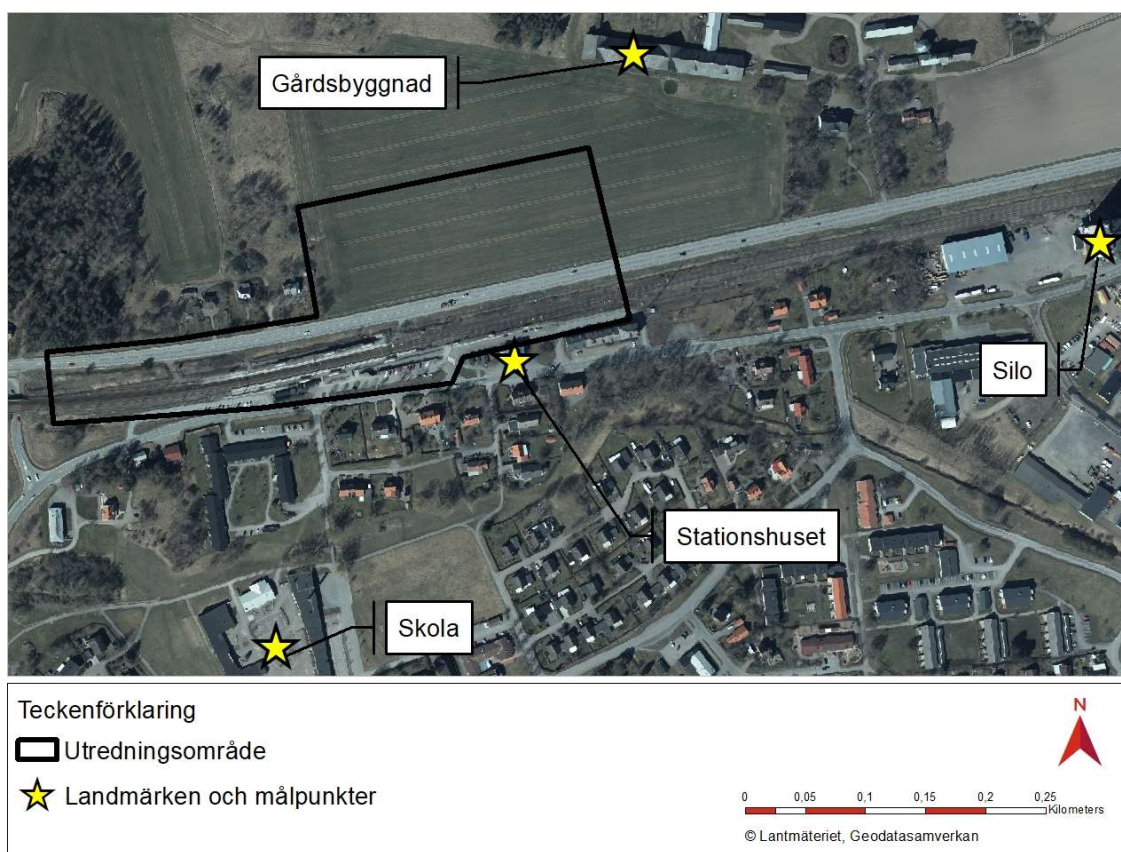 Gårdsbyggnad
Silo
Stationshuset
Skola
Teckenförklaring
Utredningsområde
Landmärken och målpunkter
N
0 0,05 0,1 0,15 0,2 0,25
Kilometers
© Lantmäteriet, Geodatasamverkan